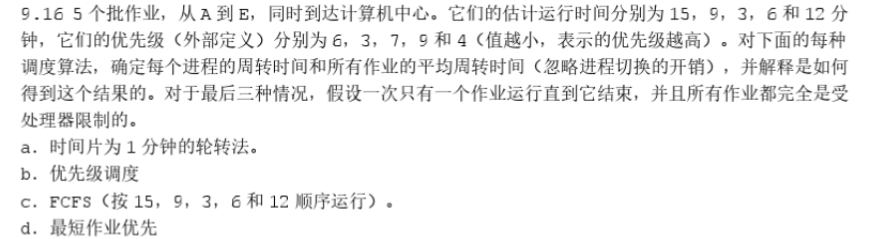 9.16 5 个批作业，从 A 到 E，同时到达计算机中心。它们的估计运行时间分别为 15，9，3，6 和 12 分
钟，它们的优先级（外部定义）分别为 6，3，7，9 和 4（值越小，表示的优先级越高）。对下面的每种
调度算法，确定每个进程的周转时间和所有作业的平均周转时间（忽略进程切换的开销），并解释是如何
得到这个结果的。对于最后三种情况，假设一次只有一个作业运行直到它结束，并且所有作业都完全是受
处理器限制的。
a. 时间片为 1 分钟的轮转法。
b. 优先级调度
c. FCFS（按 15，9，3，6 和 12 顺序运行）。
d. 最短作业优先